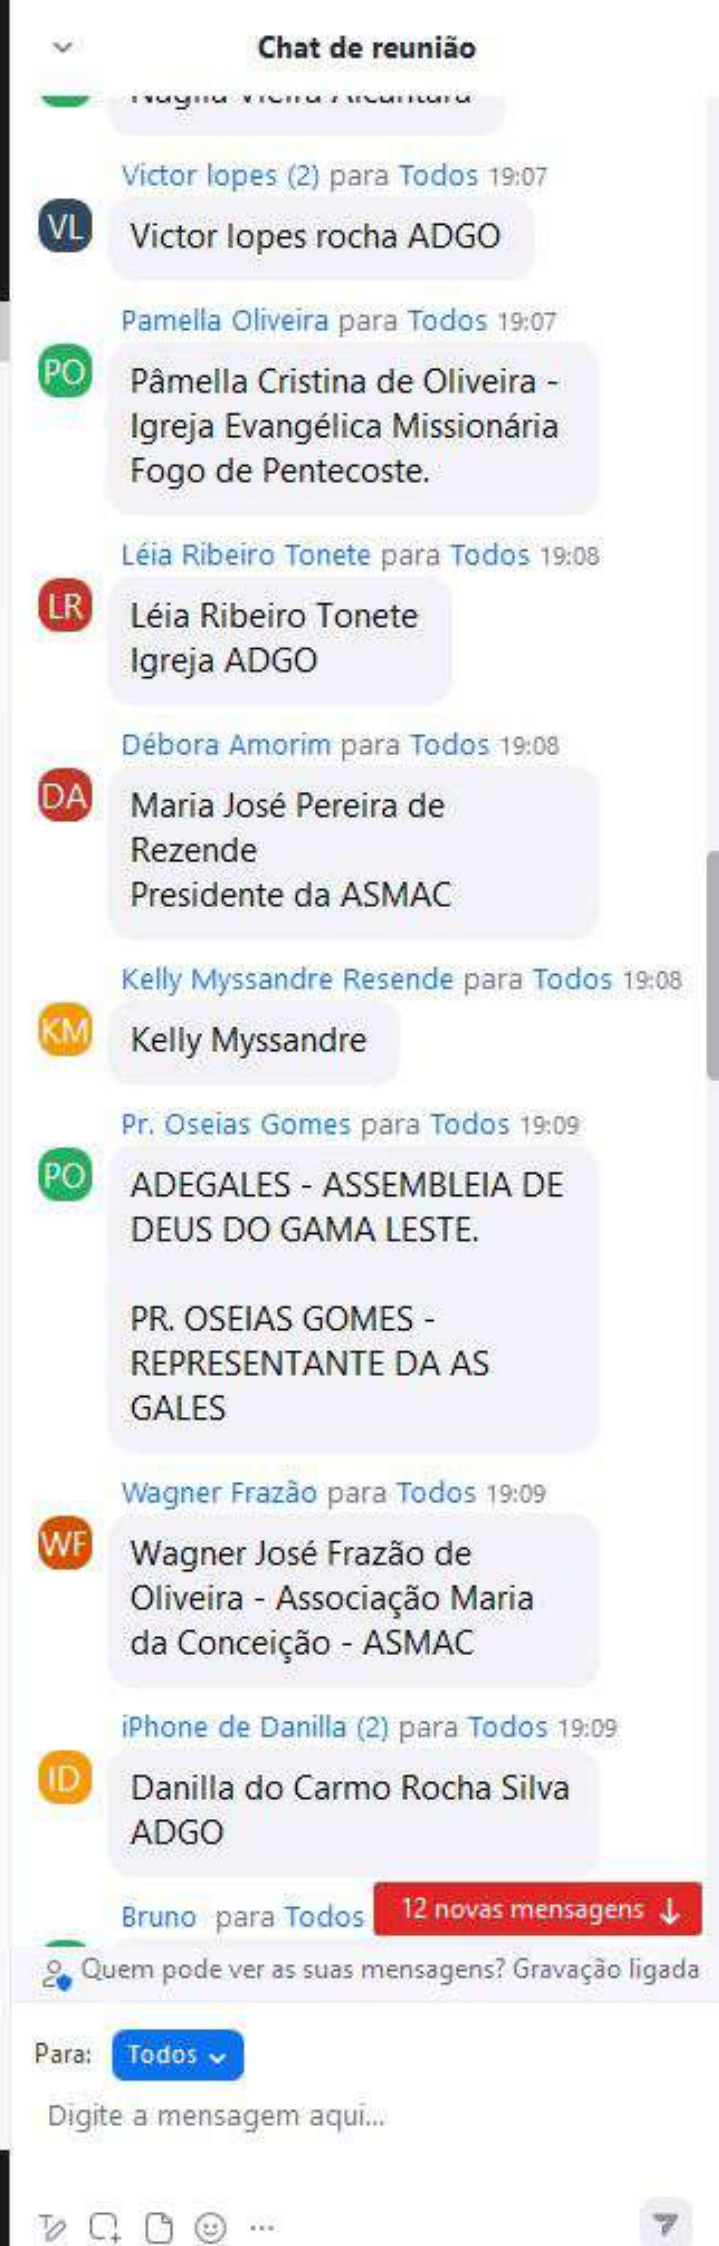 Chat de reunião
Naglia Vieira Alcantara
Victor lopes (2) para Todos 19:07
VL
Victor lopes rocha ADGO
Pamella Oliveira para Todos 19:07
PO
Pâmella Cristina de Oliveira -
Igreja Evangélica Missionária
Fogo de Pentecoste.
Léia Ribeiro Tonete para Todos 19:08
LR
Léia Ribeiro Tonete
Igreja ADGO
Débora Amorim para Todos 19:08
DA
Maria José Pereira de
Rezende
Presidente da ASMAC
Kelly Myssandre Resende para Todos 19:08
KM
Kelly Myssandre
Pr. Oseias Gomes para Todos 19:09
PO
ADEGALES - ASSEMBLEIA DE
DEUS DO GAMA LESTE.
PR. OSEIAS GOMES -
REPRESENTANTE DA AS
GALES
Wagner Frazão para Todos 19:09
WF
Wagner José Frazão de
Oliveira - Associação Maria
da Conceição - ASMAC
iPhone de Danilla (2) para Todos 19:09
ID
Danilla do Carmo Rocha Silva
ADGO
Bruno para Todos
12 novas mensagens ↓
Quem pode ver as suas mensagens? Gravação ligada
Para: Todos
Digite a mensagem aqui...